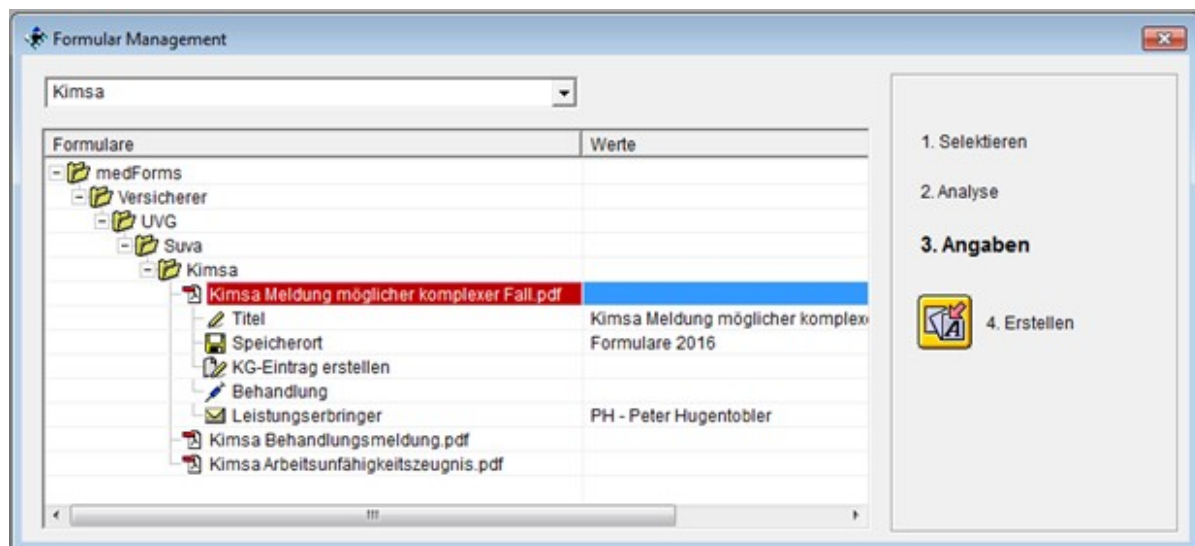 Formular Management
Kimsa
Formulare Werte
medForms
Versicherer
UVG
Suva
Kimsa
Kimsa Meldung möglicher komplexer Fall.pdf
Titel Kimsa Meldung möglicher komplex
Speicherort Formulare 2016
KG-Eintrag erstellen
Behandlung
Leistungserbringer PH - Peter Hugentobler
Kimsa Behandlungsmeldung.pdf
Kimsa Arbeitsunfähigkeitszeugnis.pdf
1. Selektieren
2. Analyse
3. Angaben
4. Erstellen